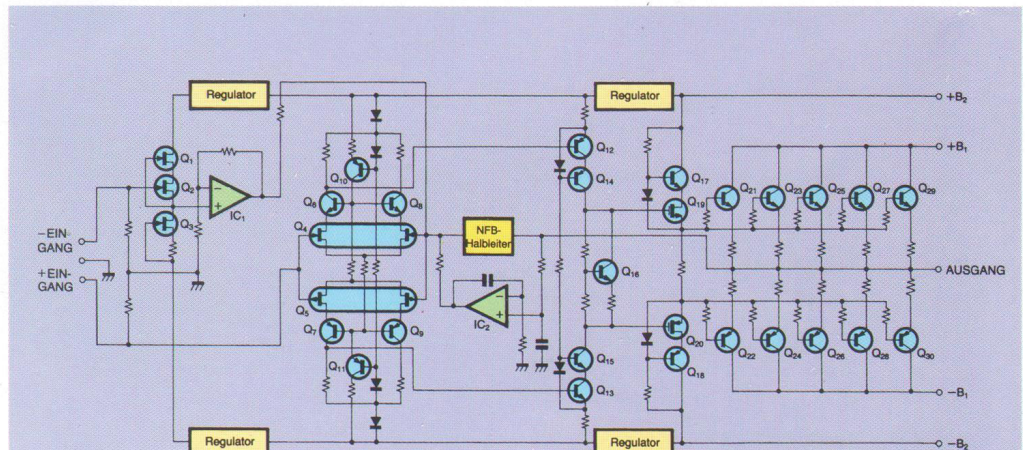 Regulator
Regulator
+B₂
+B₁
Q₁
Q₂
Q₃
IC₁
Q₁₀
Q₆
Q₈
Q₄
Q₁₂
Q₁₄
Q₁₇
Q₁₉
Q₂₁
Q₂₃
Q₂₅
Q₂₇
Q₂₉
−EIN-
GANG
+EIN-
GANG
NFB-
Halbleiter
Q₁₆
AUSGANG
Q₅
IC₂
Q₇
Q₉
Q₁₁
Q₁₅
Q₁₃
Q₂₀
Q₁₈
Q₂₂
Q₂₄
Q₂₆
Q₂₈
Q₃₀
−B₁
Regulator
Regulator
−B₂